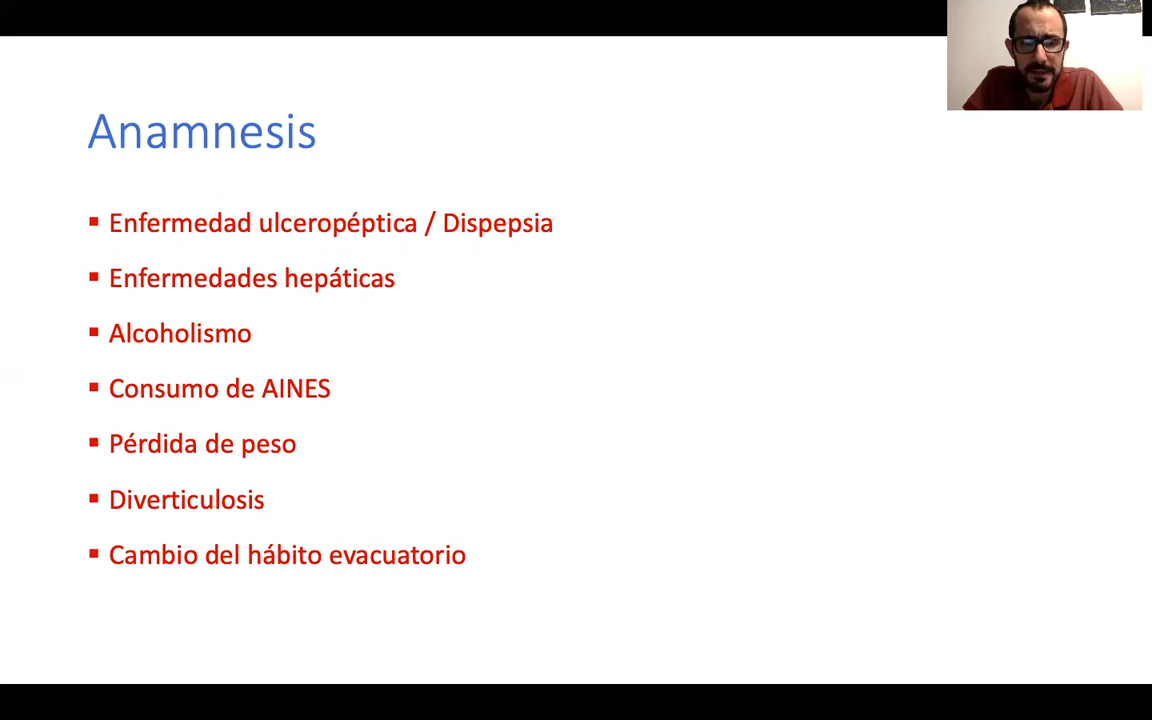 Anamnesis
▪ Enfermedad ulceropéptica / Dispepsia
▪ Enfermedades hepáticas
▪ Alcoholismo
▪ Consumo de AINES
▪ Pérdida de peso
▪ Diverticulosis
▪ Cambio del hábito evacuatorio